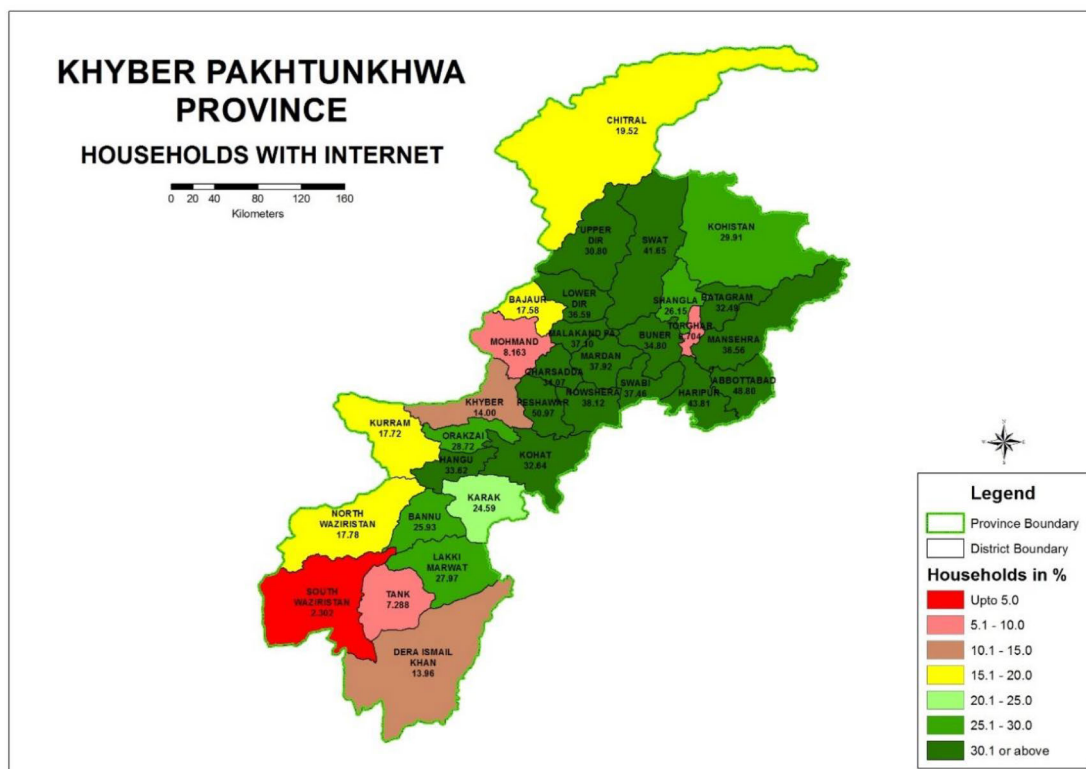 KHYBER PAKHTUNKHWA
PROVINCE
HOUSEHOLDS WITH INTERNET
0 20 40 80 120 160
Kilometers
CHITRAL
19.52
UPPER
DIR
30.80
SWAT
41.65
KOHISTAN
29.91
LOWER
DIR
36.59
SHANGLA
26.15
BATAGRAM
32.49
BAJAUR
17.58
TORGHAR
.704
MOHMAND
8.163
MALAKAND PA
37.10
BUNER
34.80
MANSEHRA
36.56
MARDAN
37.92
CHARSADDA
SWABI
37.46
ABBOTTABAD
HARIPUR
43.81
NOWSHERA
38.12
PESHAWAR
50.97
KHYBER
14.00
KURRAM
17.72
ORAKZAI
28.72
HANGU
33.62
KOHAT
32.64
KARAK
24.59
NORTH
WAZIRISTAN
17.78
BANNU
25.93
LAKKI
MARWAT
27.97
SOUTH
WAZIRISTAN
2.302
TANK
7.288
DERA ISMAIL
KHAN
13.96
Legend
Province Boundary
District Boundary
Households in %
Upto 5.0
5.1 - 10.0
10.1 - 15.0
15.1 - 20.0
20.1 - 25.0
25.1 - 30.0
30.1 or above